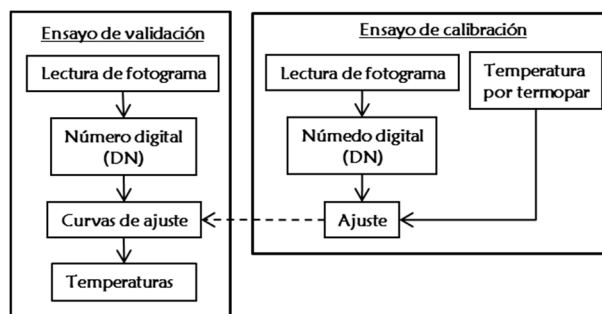 Ensayo de validación
Lectura de fotograma
Número digital
(DN)
Curvas de ajuste
Temperaturas
Ensayo de calibración
Lectura de fotograma
Númedo digital
(DN)
Ajuste
Temperatura
por termopar